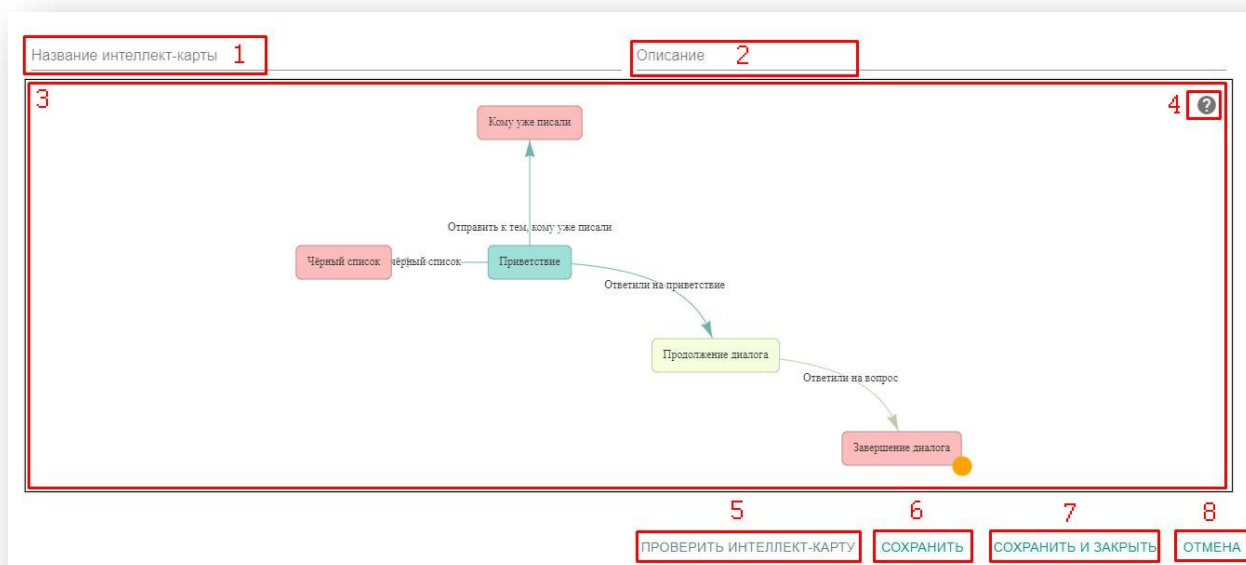 Название интеллект-карты 1
Описание 2
3
4 ?
Кому уже писали
Отправить к тем, кому уже писали
Чёрный список
чёрный список
Приветствие
Ответили на приветствие
Продолжение диалога
Ответили на вопрос
Завершение диалога
5 6 7 8
ПРОВЕРИТЬ ИНТЕЛЛЕКТ-КАРТУ СОХРАНИТЬ СОХРАНИТЬ И ЗАКРЫТЬ ОТМЕНА